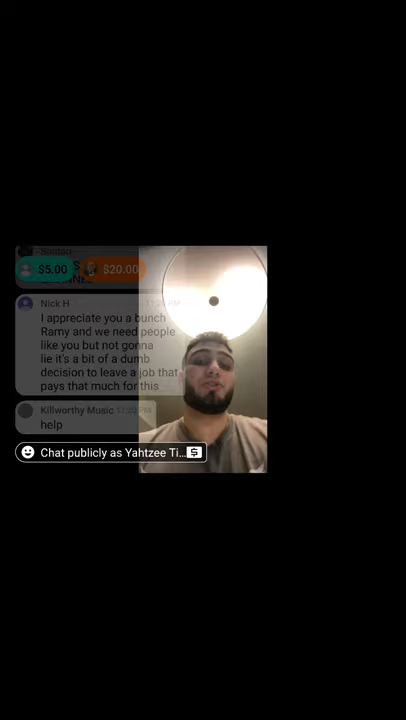 $5.00 $20.00
Nick H
I appreciate you a bunch
Ramy and we need people
like you but not gonna
lie it's a bit of a dumb
decision to leave a job that
pays that much for this
Killworthy Music
help
Chat publicly as Yahtzee Ti...